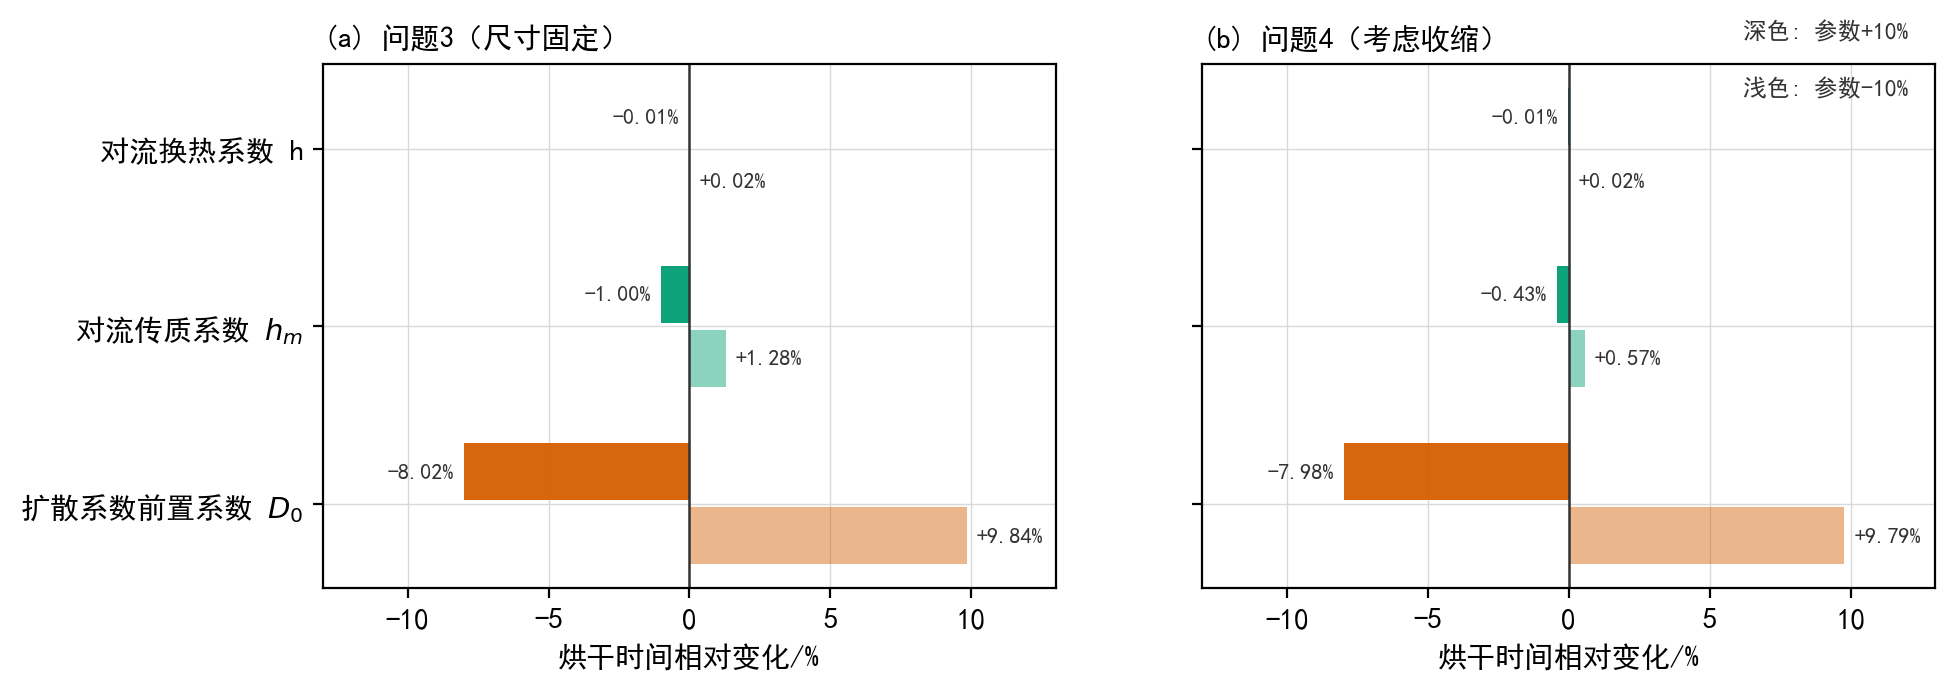 (a) 问题3（尺寸固定）
对流换热系数 h
对流传质系数 hₘ
扩散系数前置系数 D₀
−0.01%
+0.02%
−1.00%
+1.28%
−8.02%
+9.84%
−10 −5 0 5 10
烘干时间相对变化/%
(b) 问题4（考虑收缩）
深色: 参数+10%
浅色: 参数−10%
−0.01%
+0.02%
−0.43%
+0.57%
−7.98%
+9.79%
−10 −5 0 5 10
烘干时间相对变化/%